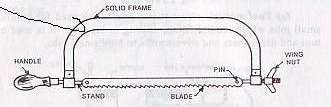 SOLID FRAME
HANDLE
PIN
WING
NUT
STAND
BLADE